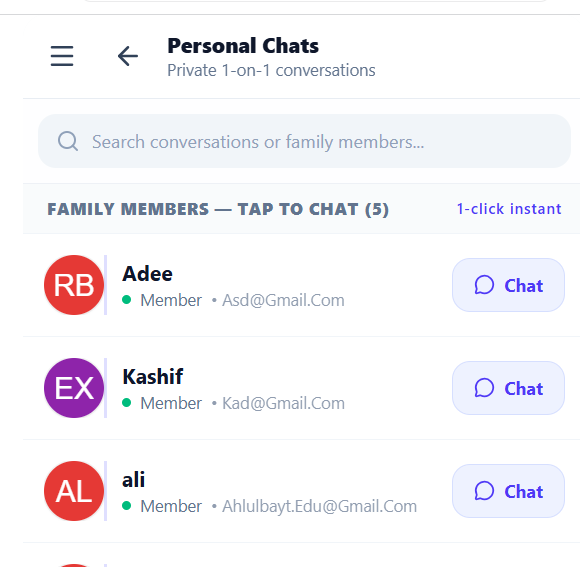 Personal Chats
Private 1-on-1 conversations
Search conversations or family members...
FAMILY MEMBERS — TAP TO CHAT (5)
1-click instant
RB
Adee
Member • Asd@Gmail.Com
Chat
EX
Kashif
Member • Kad@Gmail.Com
Chat
AL
ali
Member • Ahlulbayt.Edu@Gmail.Com
Chat